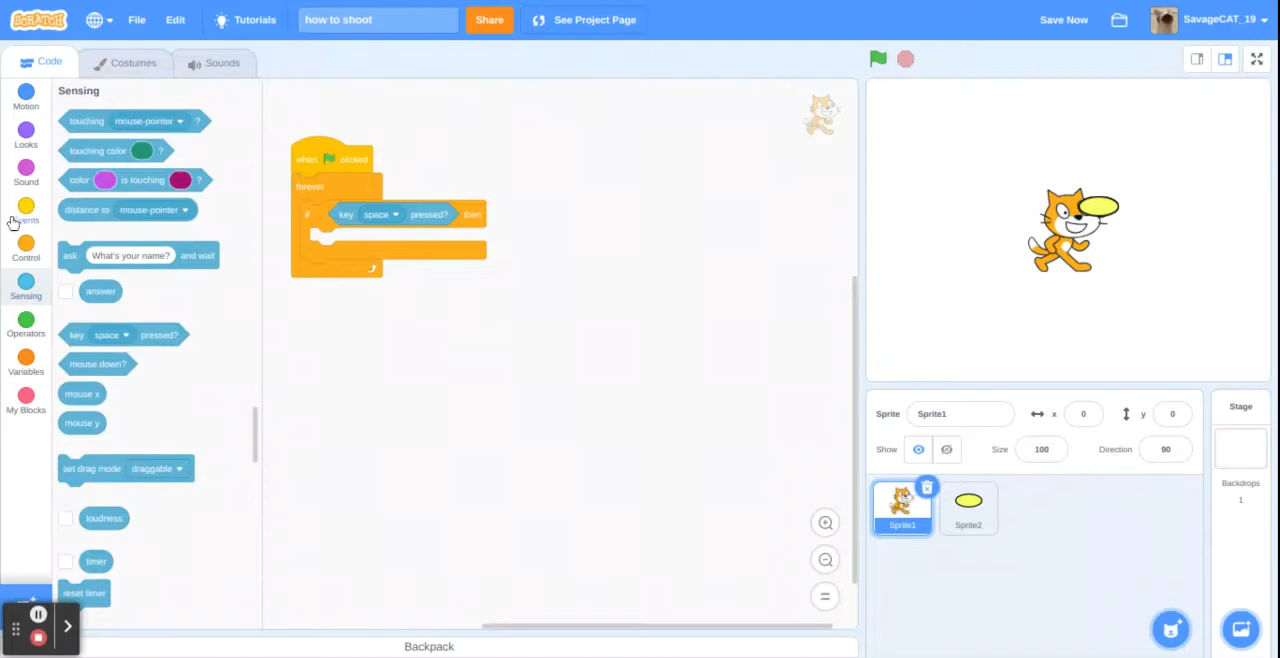 SCRATCH File Edit Tutorials how to shoot Share See Project Page Save Now SavageCAT_19
Code Costumes Sounds
Motion
Looks
Sound
Events
Control
Sensing
Operators
Variables
My Blocks
Sensing
touching mouse-pointer ?
touching color ?
color is touching ?
distance to mouse-pointer
ask What's your name? and wait
answer
key space pressed?
mouse down?
mouse x
mouse y
set drag mode draggable
loudness
timer
reset timer
when clicked
forever
if key space pressed? then
Backpack
Sprite Sprite1 x 0 y 0
Show Size 100 Direction 90
Sprite1 Sprite2
Stage
Backdrops
1